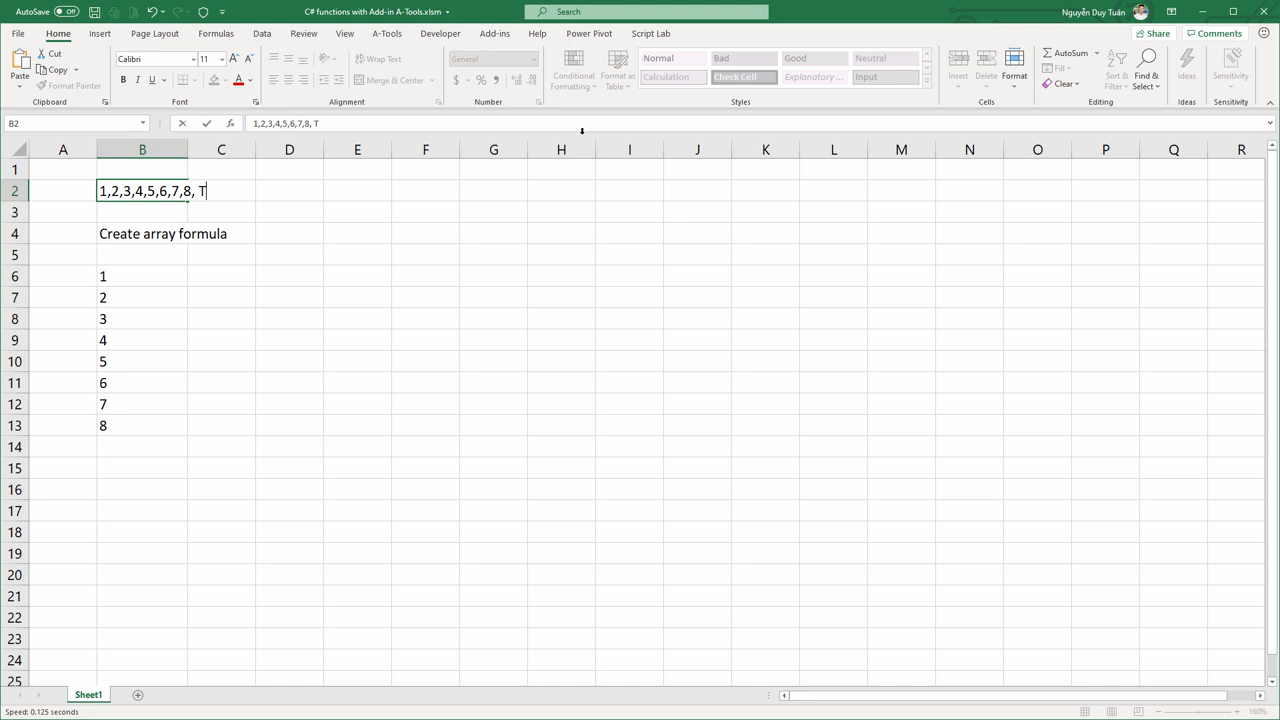 AutoSave Off C# functions with Add-in A-Tools.xlsm Search Nguyễn Duy Tuân
File Home Insert Page Layout Formulas Data Review View A-Tools Developer Add-ins Help Power Pivot Script Lab Share Comments
Paste Cut Copy Format Painter
Calibri 11 A A
B I U A
Wrap Text
Merge & Center
General
$ % ,
Conditional Formatting Format as Table
Normal Bad Good Neutral
Calculation Check Cell Explanatory ... Input
Insert Delete Format
AutoSum Fill Clear
Sort & Filter Find & Select
Ideas Sensitivity
Clipboard Font Alignment Number Styles Cells Editing Ideas Sensitivity
B2 fx 1,2,3,4,5,6,7,8, T
A B C D E F G H I J K L M N O P Q R
1
2 1,2,3,4,5,6,7,8, T
3
4 Create array formula
5
6 1
7 2
8 3
9 4
10 5
11 6
12 7
13 8
14
15
16
17
18
19
20
21
22
23
24
25
Sheet1
Speed: 0.125 seconds 160%